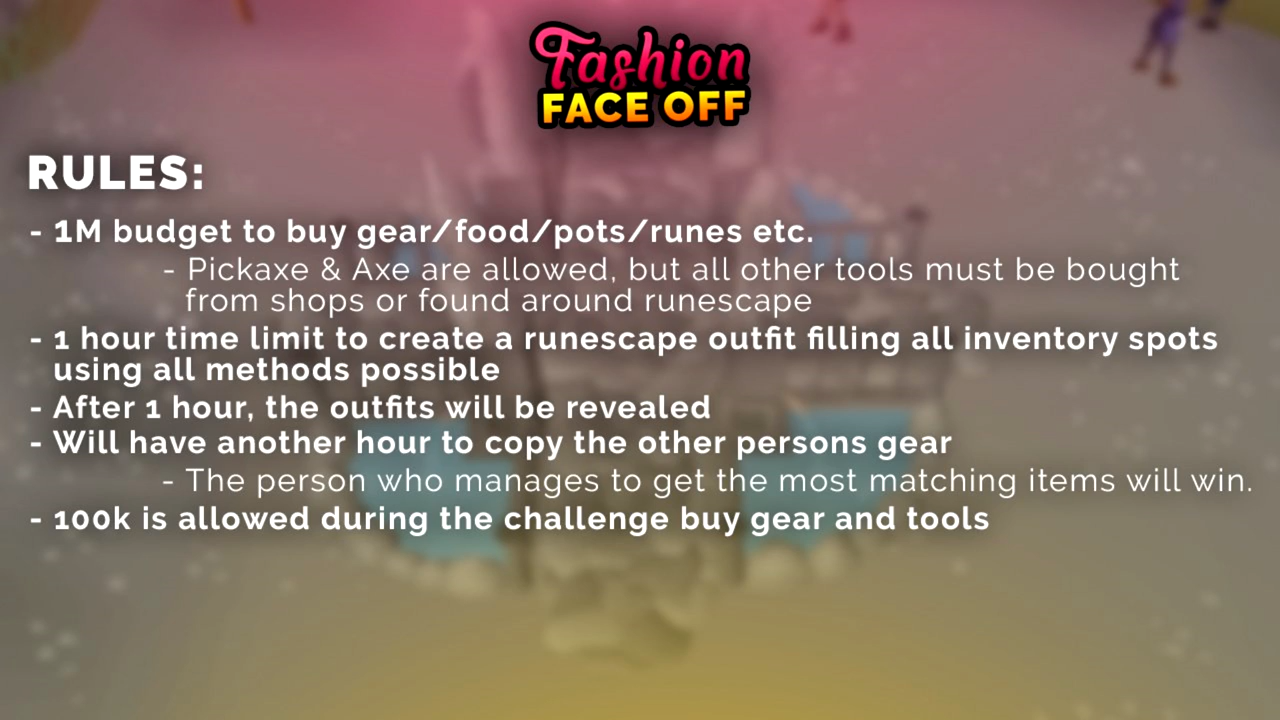 Fashion
FACE OFF
RULES:
- 1M budget to buy gear/food/pots/runes etc.
- Pickaxe & Axe are allowed, but all other tools must be bought
from shops or found around runescape
- 1 hour time limit to create a runescape outfit filling all inventory spots
using all methods possible
- After 1 hour, the outfits will be revealed
- Will have another hour to copy the other persons gear
- The person who manages to get the most matching items will win.
- 100k is allowed during the challenge buy gear and tools